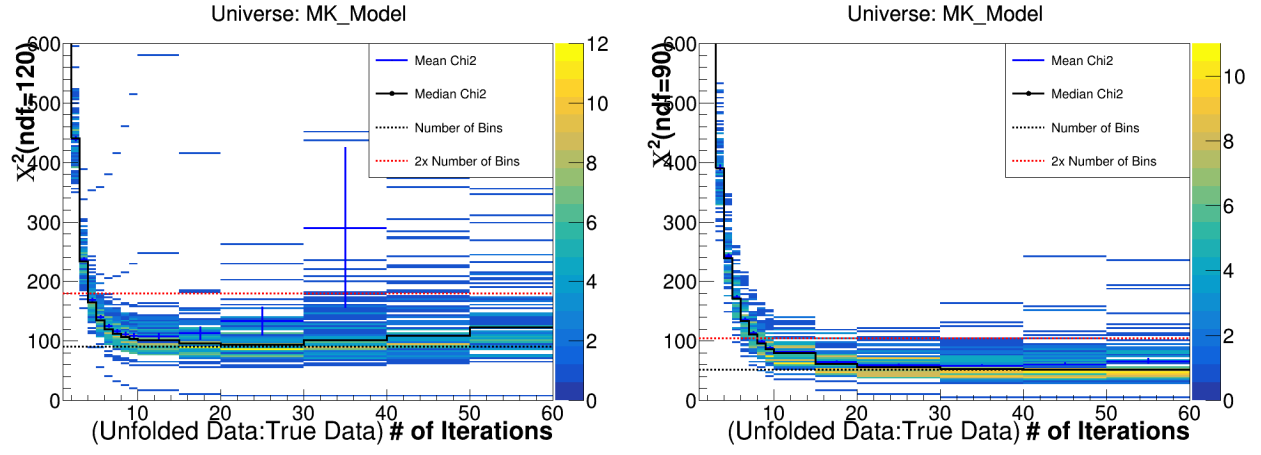 Universe: MK_Model
600
500
400
300
200
100
0
X²(ndf=120)
Mean Chi2
Median Chi2
Number of Bins
2x Number of Bins
12
10
8
6
4
2
0
10 20 30 40 50 60
(Unfolded Data:True Data) # of Iterations
Universe: MK_Model
600
500
400
300
200
100
0
X²(ndf=90)
Mean Chi2
Median Chi2
Number of Bins
2x Number of Bins
10
8
6
4
2
0
10 20 30 40 50 60
(Unfolded Data:True Data) # of Iterations